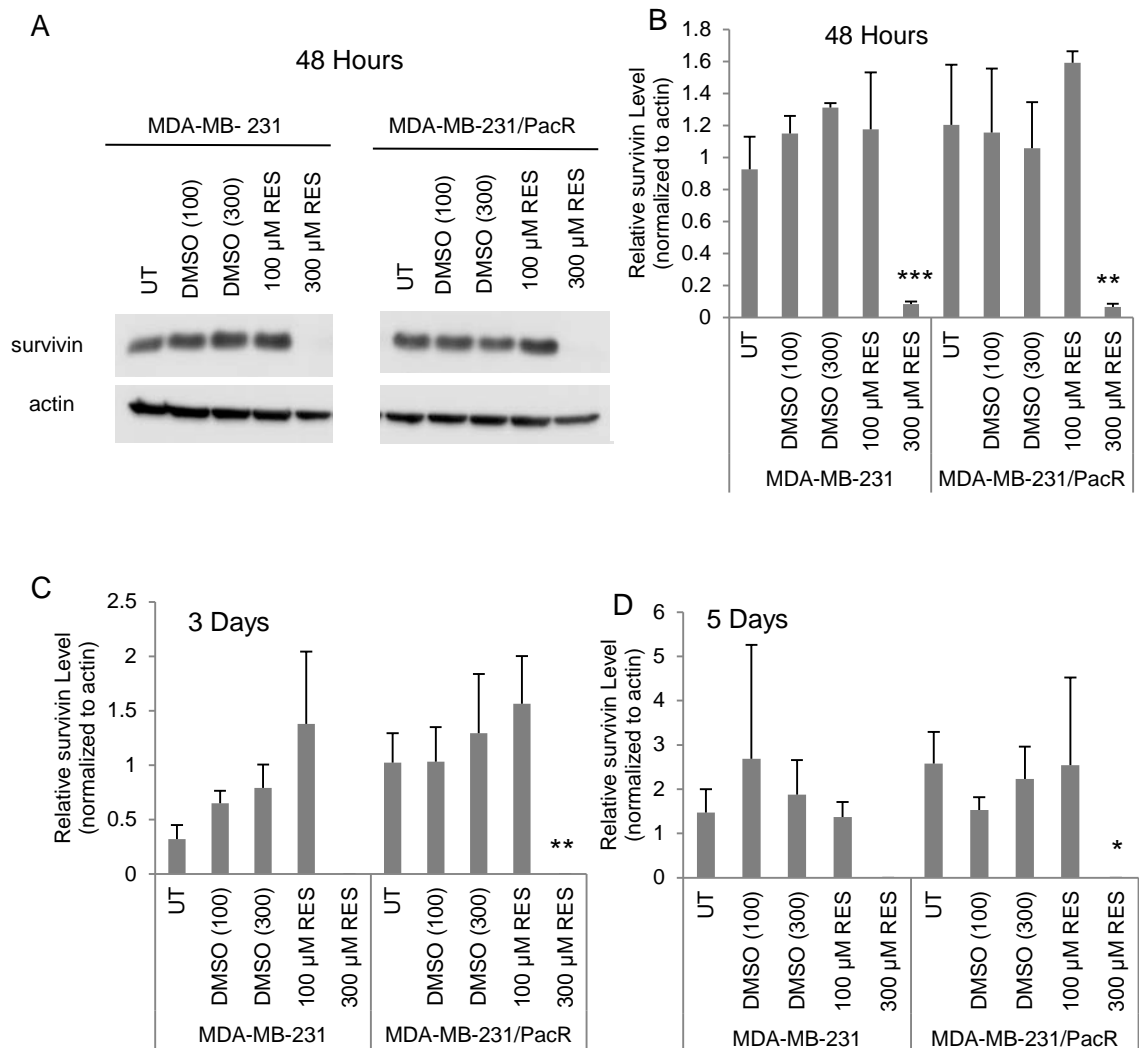 A
48 Hours
MDA-MB- 231
MDA-MB-231/PacR
UT
DMSO (100)
DMSO (300)
100 µM RES
300 µM RES
UT
DMSO (100)
DMSO (300)
100 µM RES
300 µM RES
survivin
actin
B
48 Hours
Relative survivin Level
(normalized to actin)
1.8
1.6
1.4
1.2
1
0.8
0.6
0.4
0.2
0
***
**
UT
DMSO (100)
DMSO (300)
100 µM RES
300 µM RES
UT
DMSO (100)
DMSO (300)
100 µM RES
300 µM RES
MDA-MB-231
MDA-MB-231/PacR
C
3 Days
Relative survivin Level
(normalized to actin)
2.5
2
1.5
1
0.5
0
**
UT
DMSO (100)
DMSO (300)
100 µM RES
300 µM RES
UT
DMSO (100)
DMSO (300)
100 µM RES
300 µM RES
MDA-MB-231
MDA-MB-231/PacR
D
5 Days
Relative survivin Level
(normalized to actin)
6
5
4
3
2
1
0
*
UT
DMSO (100)
DMSO (300)
100 µM RES
300 µM RES
UT
DMSO (100)
DMSO (300)
100 µM RES
300 µM RES
MDA-MB-231
MDA-MB-231/PacR